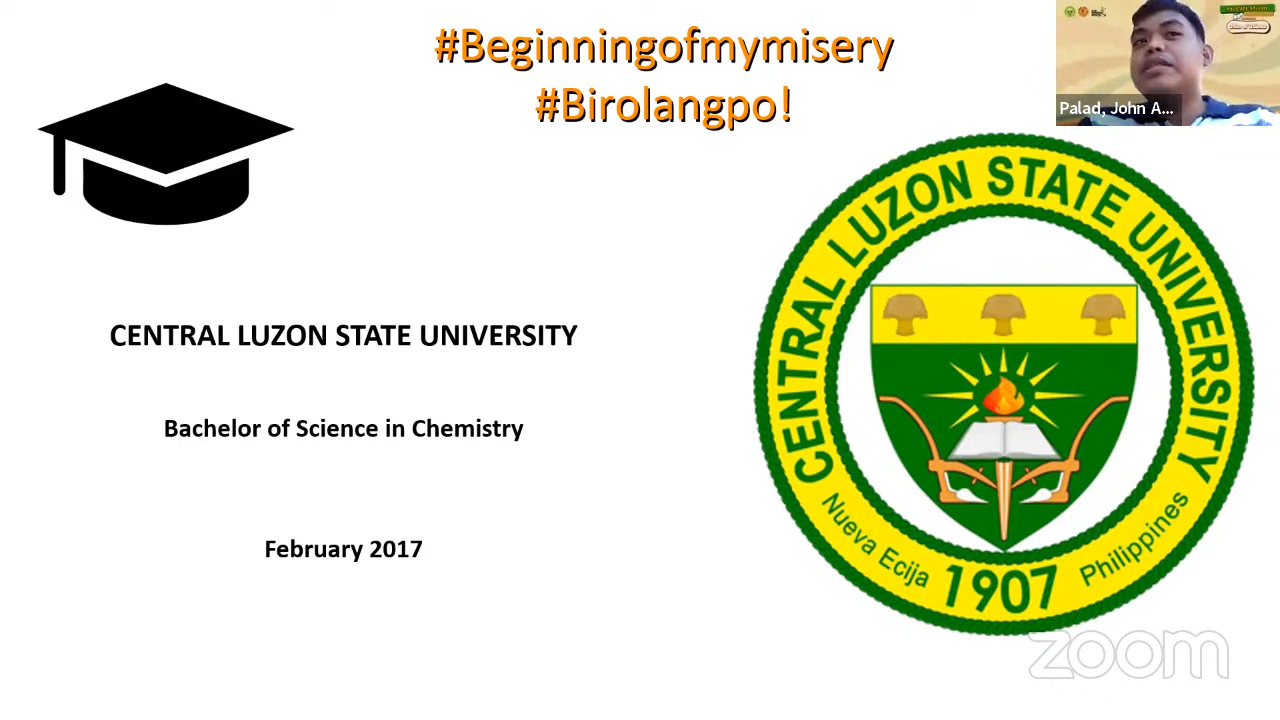 #Beginningofmymisery
#Birolangpo!
Palad, John A...
CENTRAL LUZON STATE UNIVERSITY
Bachelor of Science in Chemistry
February 2017
CENTRAL LUZON STATE UNIVERSITY
Nueva Ecija 1907 Philippines
zoom